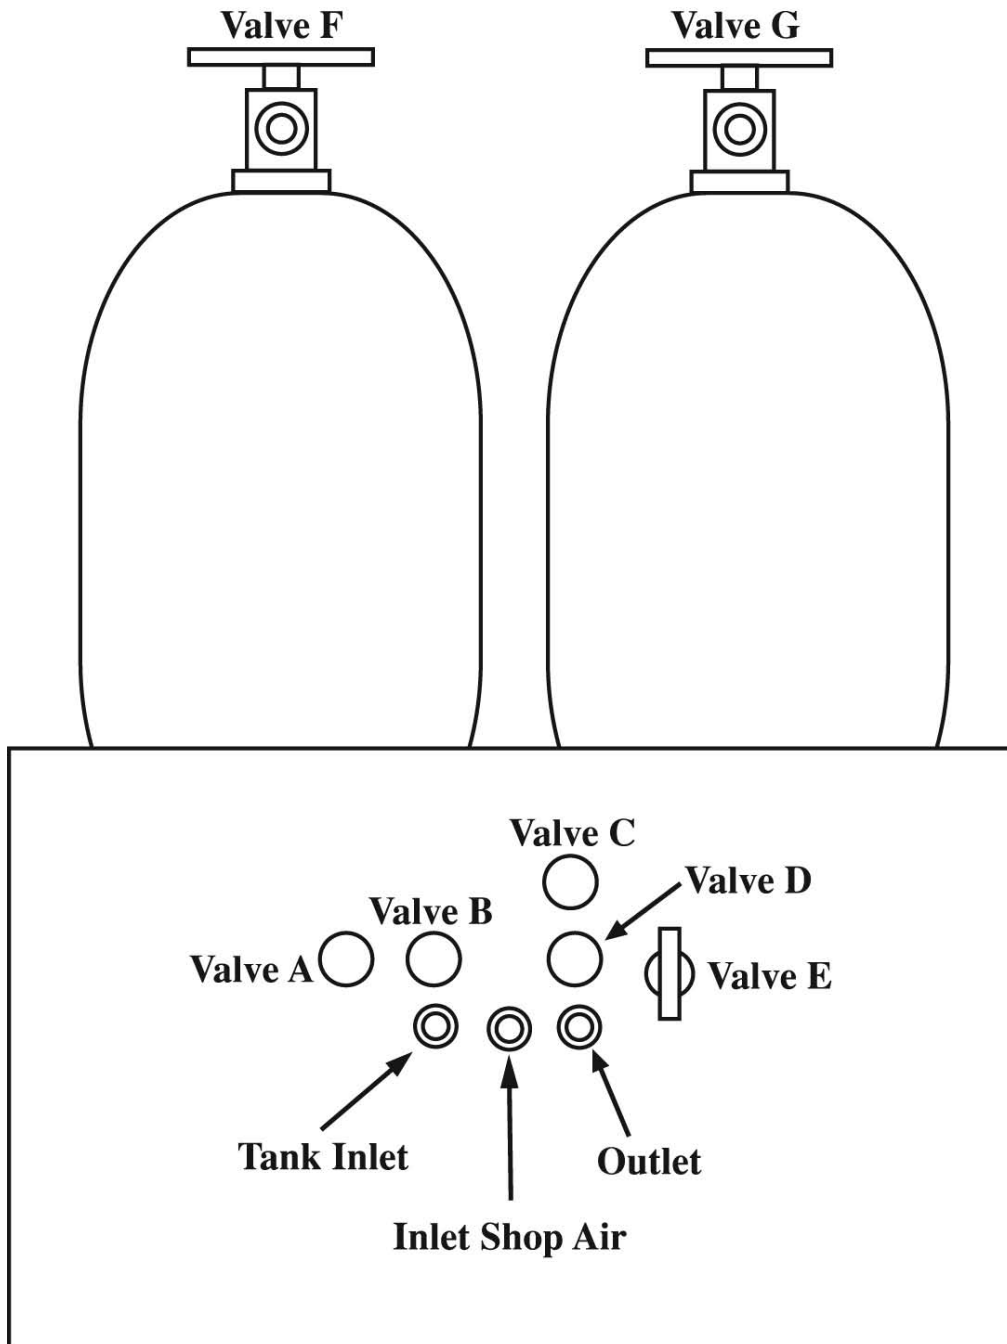 Valve F
Valve G
Valve C
Valve D
Valve B
Valve A
Valve E
Tank Inlet
Outlet
Inlet Shop Air